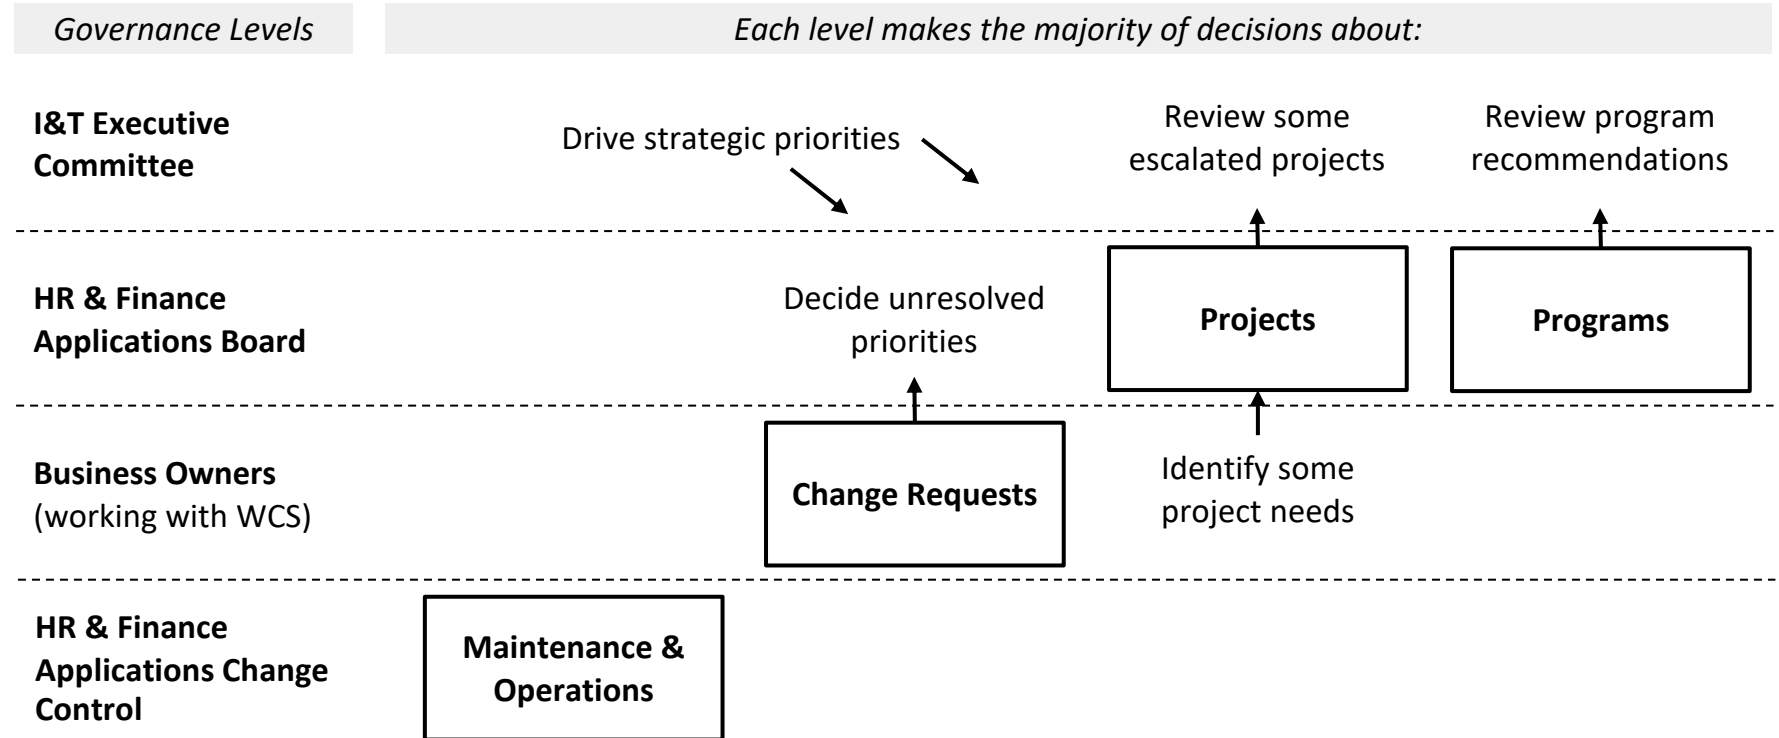 Governance Levels
Each level makes the majority of decisions about:
I&T Executive
Committee
Drive strategic priorities
Review some
escalated projects
Review program
recommendations
HR & Finance
Applications Board
Decide unresolved
priorities
Projects
Programs
Business Owners
(working with WCS)
Change Requests
Identify some
project needs
HR & Finance
Applications Change
Control
Maintenance &
Operations